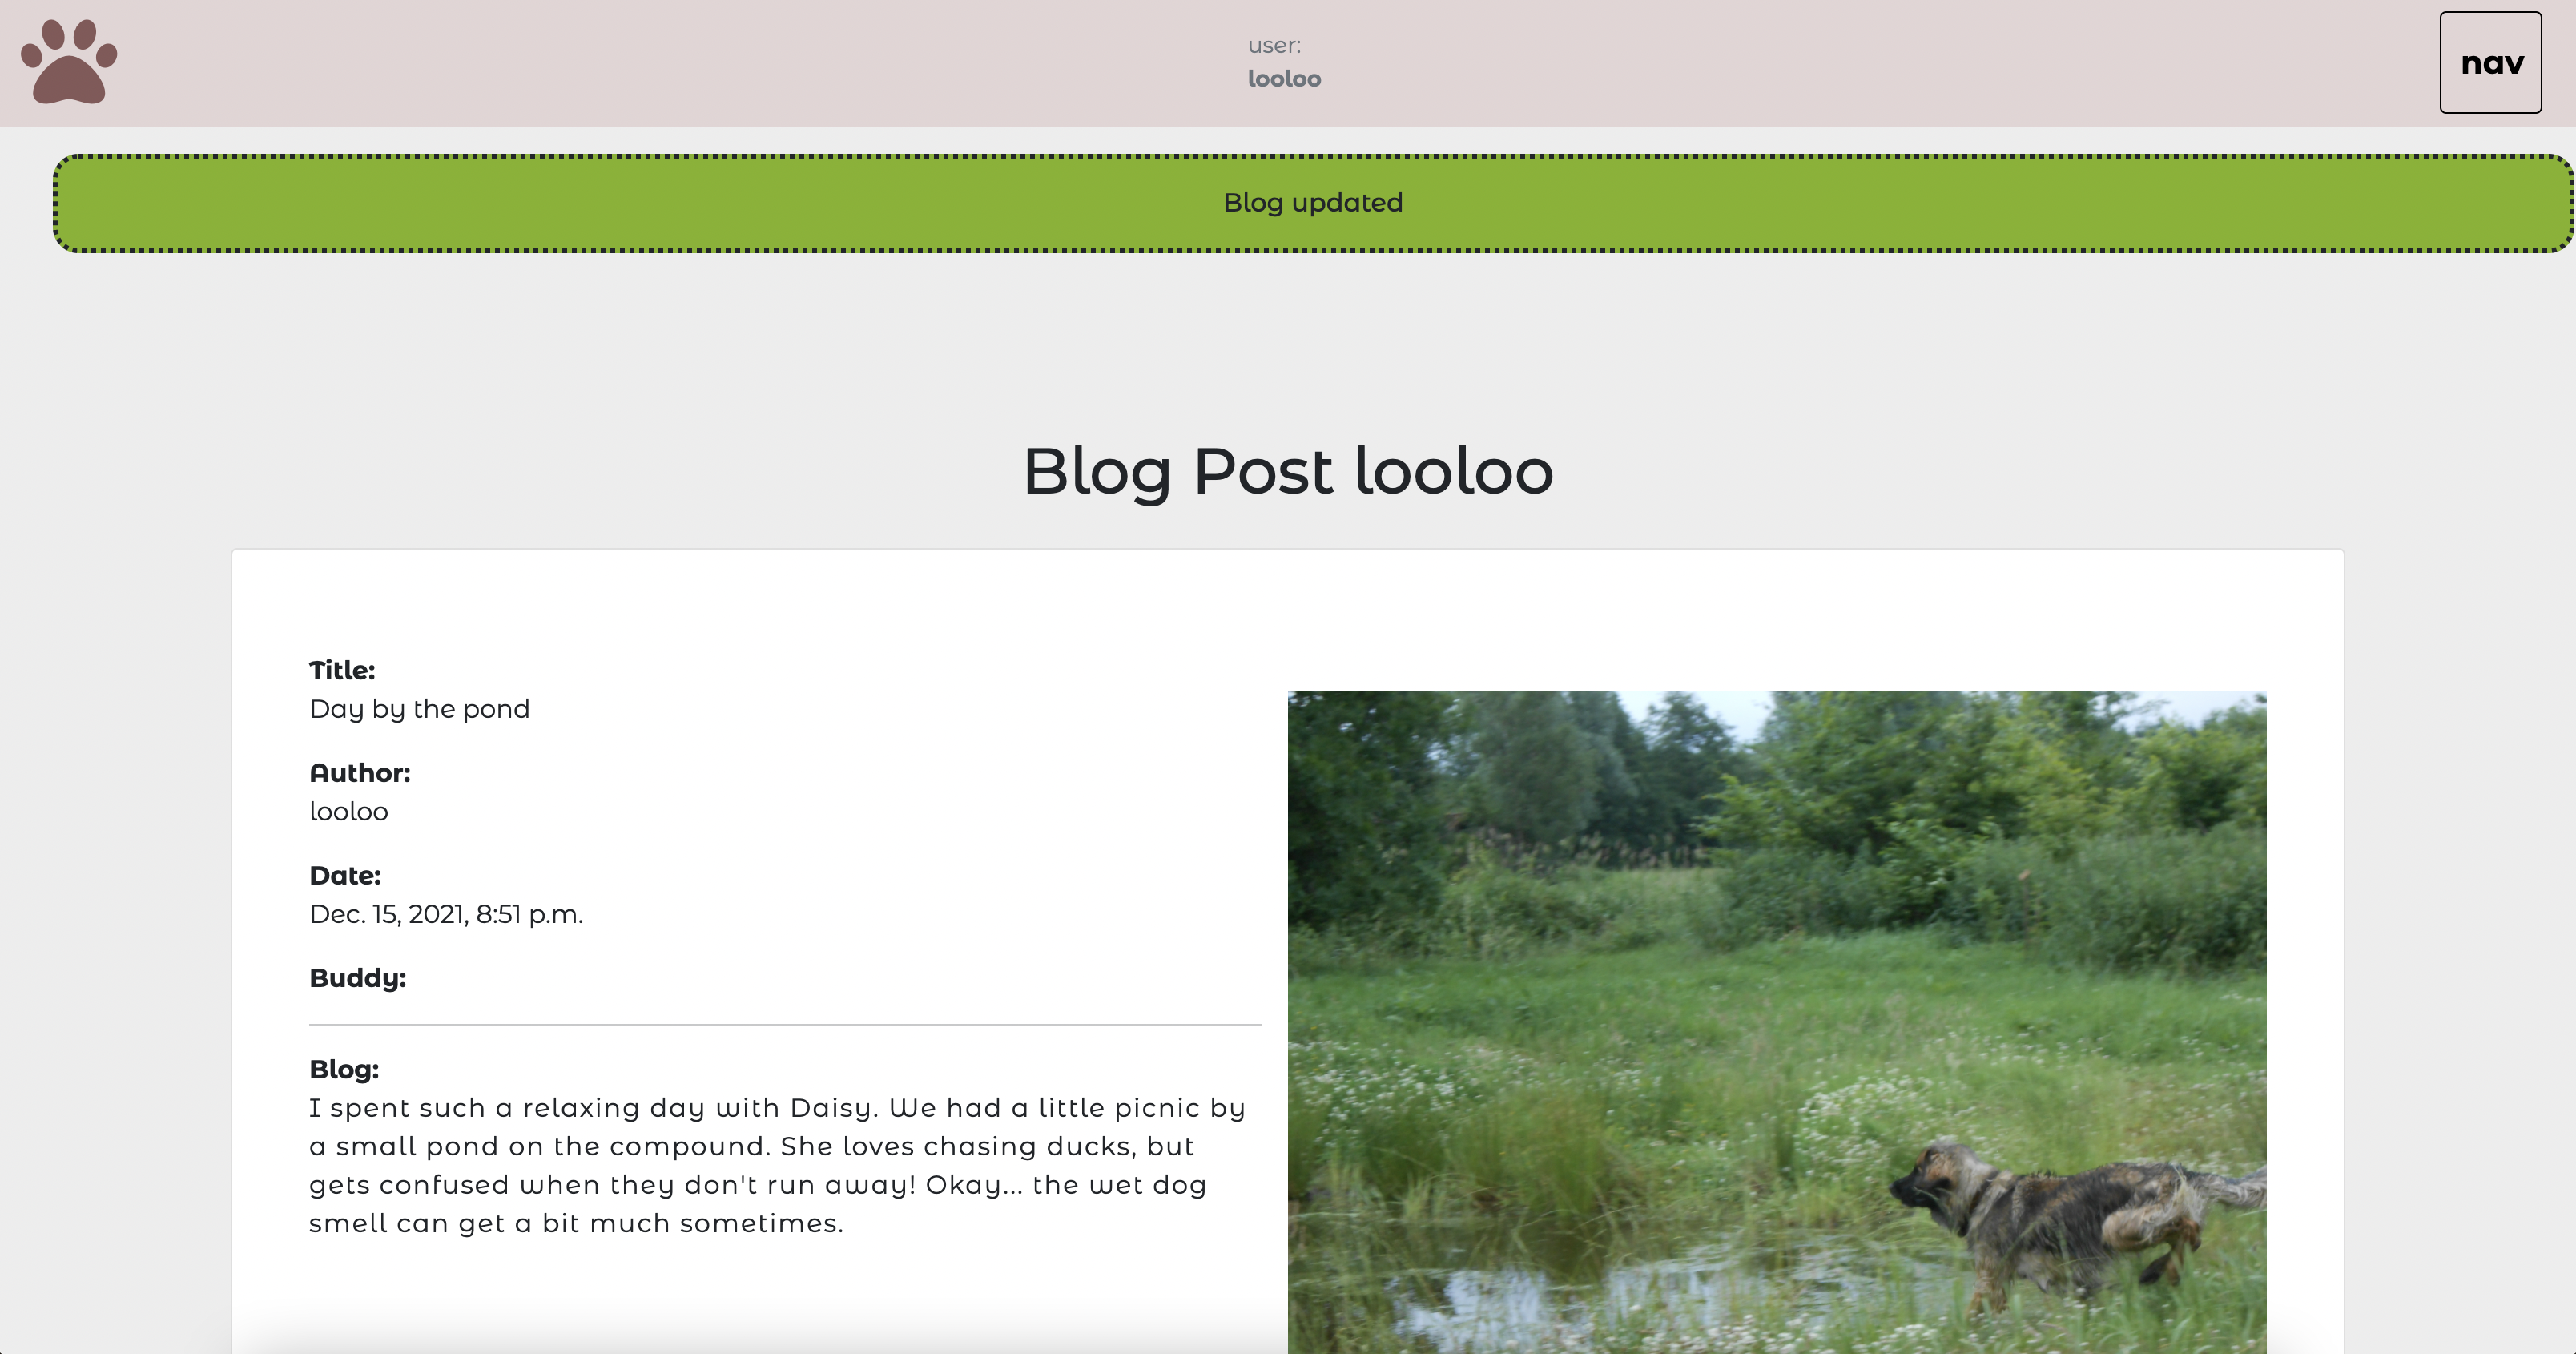 user:
looloo
nav
Blog updated
Blog Post looloo
Title:
Day by the pond
Author:
looloo
Date:
Dec. 15, 2021, 8:51 p.m.
Buddy:
Blog:
I spent such a relaxing day with Daisy. We had a little picnic by
a small pond on the compound. She loves chasing ducks, but
gets confused when they don't run away! Okay... the wet dog
smell can get a bit much sometimes.